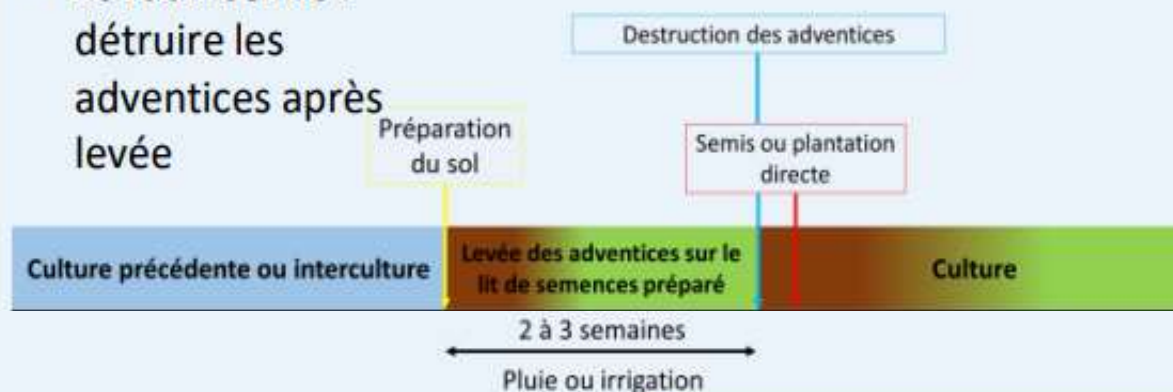 détruire les
adventices après
levée
Destruction des adventices
Préparation
du sol
Semis ou plantation
directe
Culture précédente ou interculture
Levée des adventices sur le
lit de semences préparé
Culture
2 à 3 semaines
Pluie ou irrigation